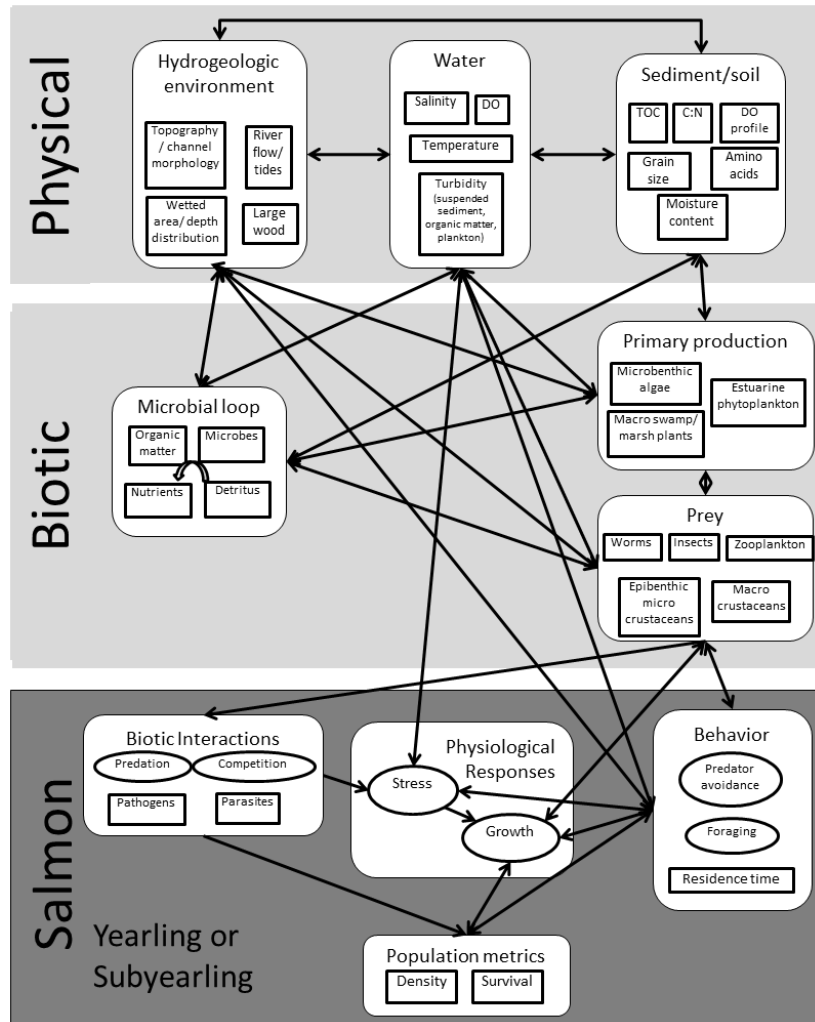 Physical
Hydrogeologic
environment
Topography
/ channel
morphology
River
flow/
tides
Wetted
area/ depth
distribution
Large
wood
Water
Salinity
DO
Temperature
Turbidity
(suspended
sediment,
organic matter,
plankton)
Sediment/soil
TOC
C:N
DO
profile
Grain
size
Amino
acids
Moisture
content
Biotic
Microbial loop
Organic
matter
Microbes
Nutrients
Detritus
Primary production
Microbenthic
algae
Estuarine
phytoplankton
Macro swamp/
marsh plants
Prey
Worms
Insects
Zooplankton
Epibenthic
micro
crustaceans
Macro
crustaceans
Salmon
Yearling or
Subyearling
Biotic Interactions
Predation
Competition
Pathogens
Parasites
Physiological
Responses
Stress
Growth
Behavior
Predator
avoidance
Foraging
Residence time
Population metrics
Density
Survival